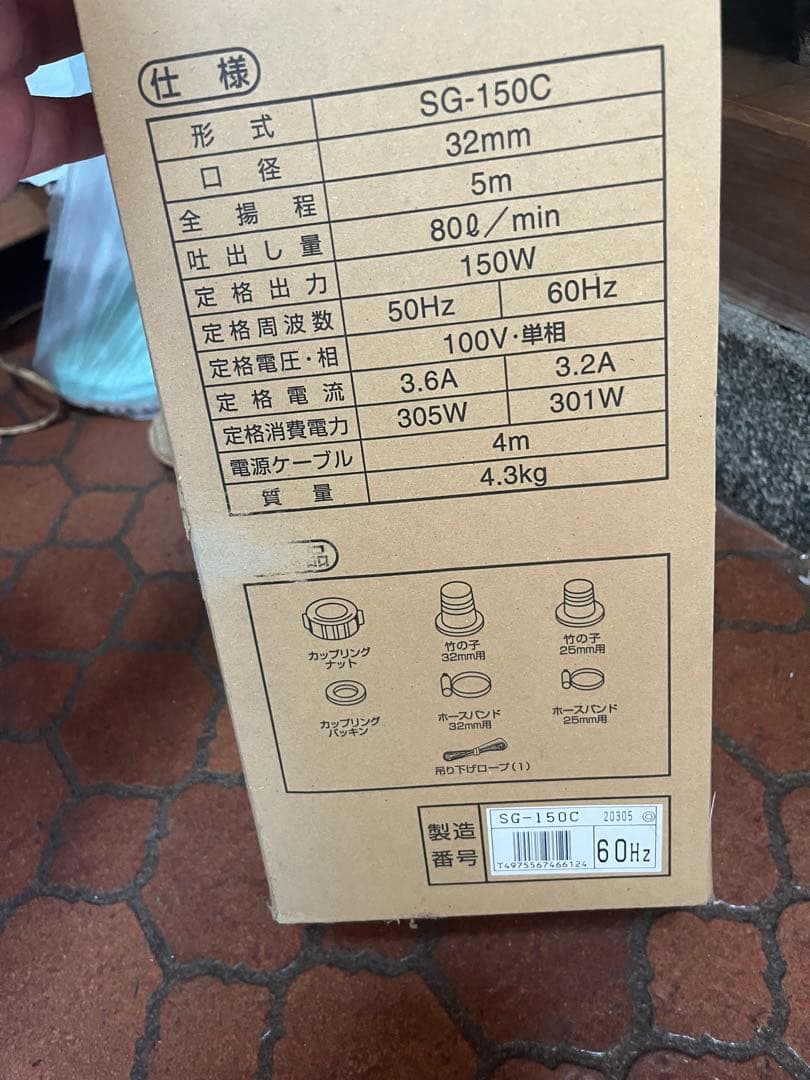 仕様
形式 SG-150C
口径 32mm
全揚程 5m
吐出し量 80ℓ/min
定格出力 150W
定格周波数 50Hz 60Hz
定格電圧・相 100V・単相
定格電流 3.6A 3.2A
定格消費電力 305W 301W
電源ケーブル 4m
質量 4.3kg
品
カップリング
ナット
竹の子
32mm用
竹の子
25mm用
カップリング
パッキン
ホースバンド
32mm用
ホースバンド
25mm用
吊り下げロープ(1)
製造
番号
SG-150C 20305 ◎
T4975567466124
60Hz